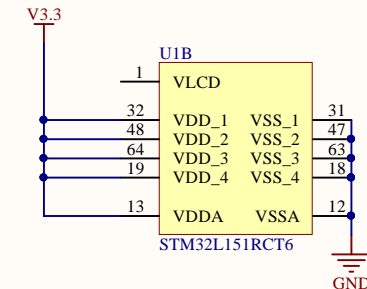 V3.3
U1B
1 VLCD
32 VDD_1 VSS_1 31
48 VDD_2 VSS_2 47
64 VDD_3 VSS_3 63
19 VDD_4 VSS_4 18
13 VDDA VSSA 12
STM32L151RCT6
GND